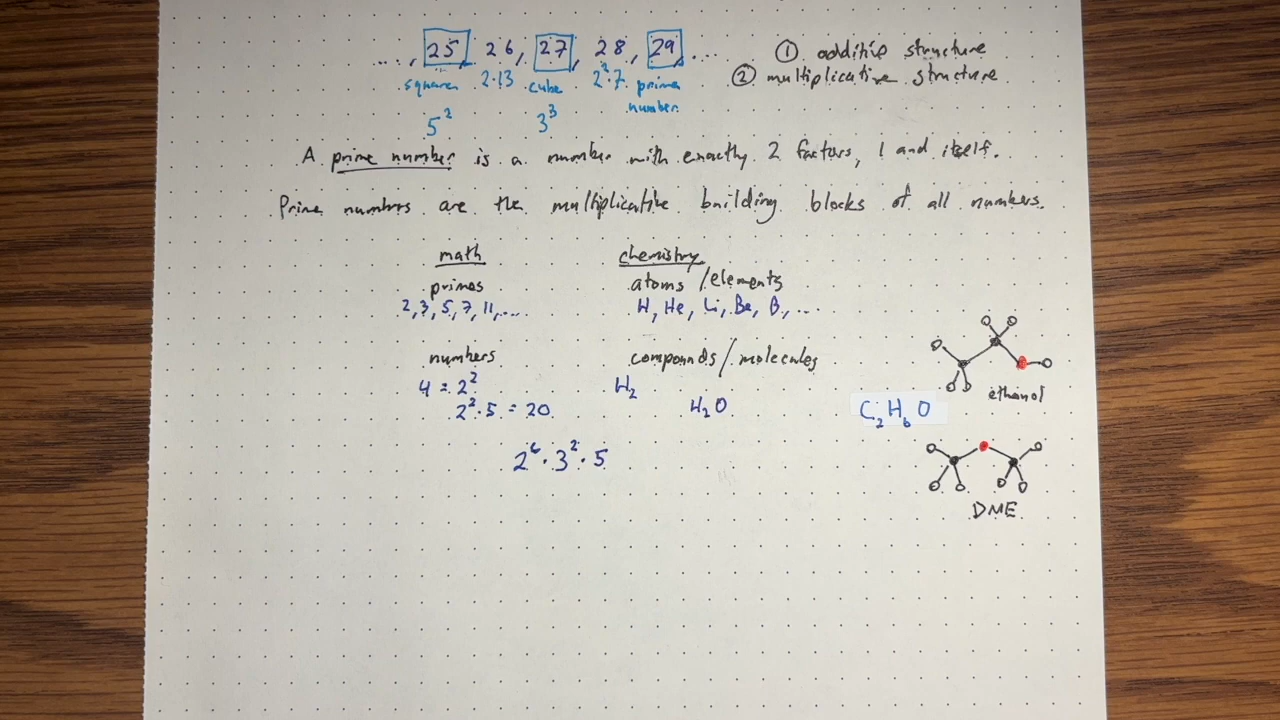 ..., 25, 26, 27, 28, 29, ...
① additive structure
② multiplicative structure
square 2·13 cube 2²·7 prime number
5² 3³
A prime number is a number with exactly 2 factors, 1 and itself.
Prime numbers are the multiplicative building blocks of all numbers.
math chemistry
primes atoms/elements
2, 3, 5, 7, 11, ... H, He, Li, Be, B, ...
numbers compounds/molecules
4 = 2² H₂
2²·5 = 20 H₂O
2⁶·3²·5
ethanol
C₂H₆O
DME